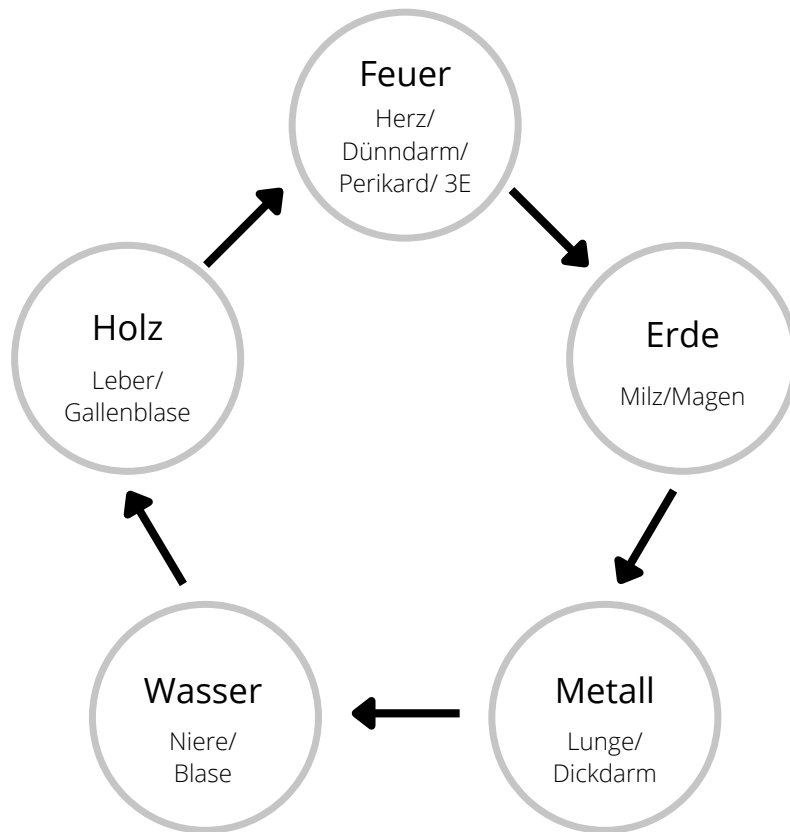 Feuer
Herz/
Dünndarm/
Perikard/ 3E
Holz
Leber/
Gallenblase
Erde
Milz/Magen
Wasser
Niere/
Blase
Metall
Lunge/
Dickdarm